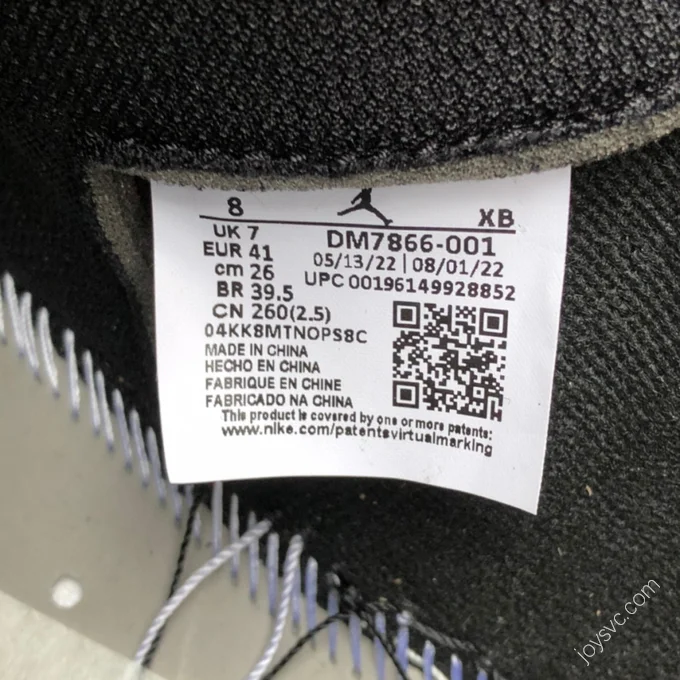 8 XB
UK 7
EUR 41
cm 26
BR 39.5
CN 260(2.5)
DM7866-001
05/13/22 | 08/01/22
UPC 00196149928852
04KK8MTNOPS8C
MADE IN CHINA
HECHO EN CHINA
FABRIQUE EN CHINE
FABRICADO NA CHINA
This product is covered by one or more patents:
www.nike.com/patentsvirtualmarking
joysvc.com